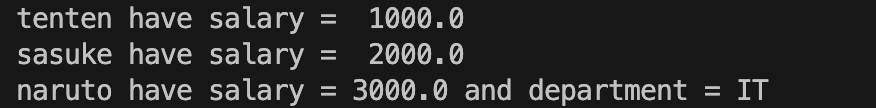 tenten have salary =  1000.0
sasuke have salary =  2000.0
naruto have salary = 3000.0 and department = IT